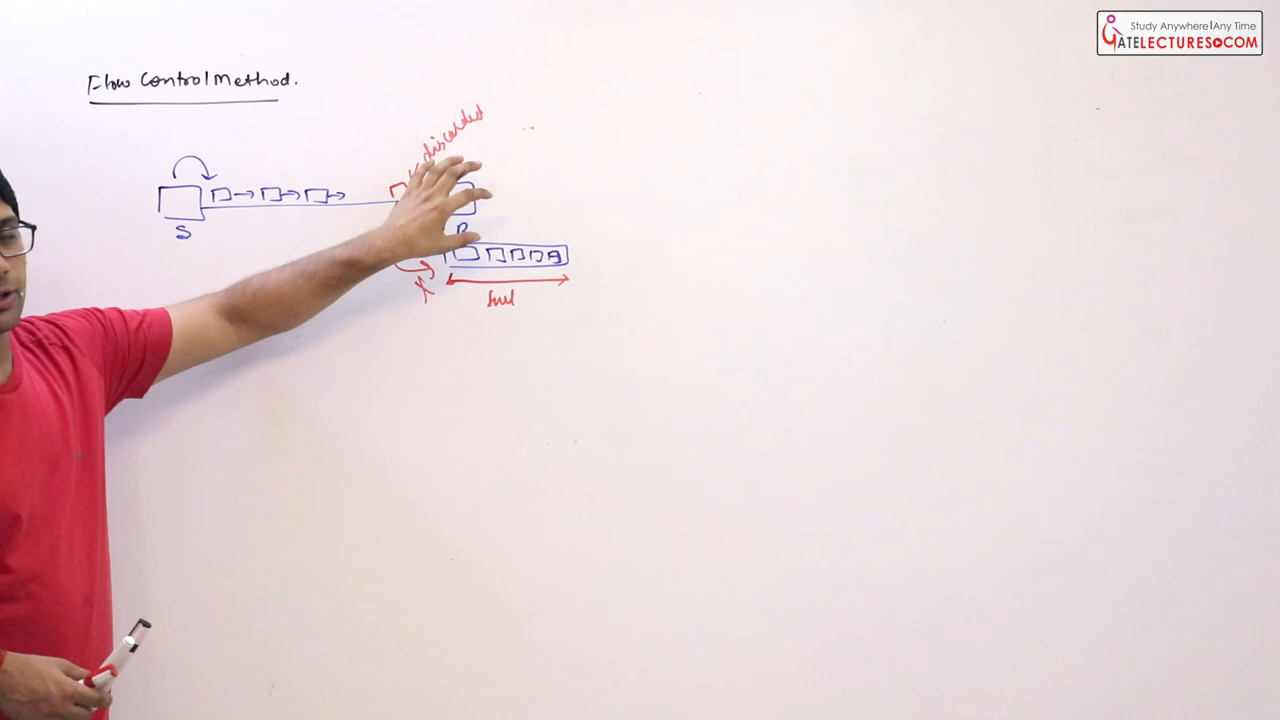 Study Anywhere | Any Time
GATELECTURES.COM
Flow Control Method.
discarded
S
R
full